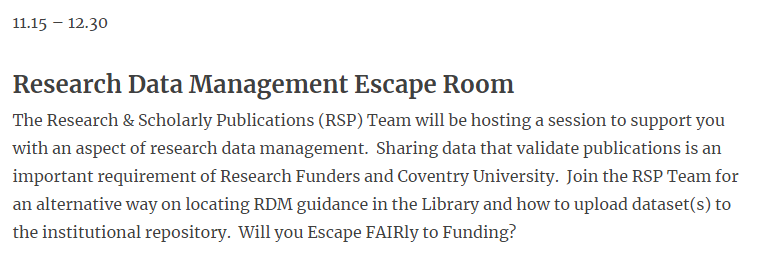 11.15 – 12.30
Research Data Management Escape Room
The Research & Scholarly Publications (RSP) Team will be hosting a session to support you
with an aspect of research data management.  Sharing data that validate publications is an
important requirement of Research Funders and Coventry University.  Join the RSP Team for
an alternative way on locating RDM guidance in the Library and how to upload dataset(s) to
the institutional repository.  Will you Escape FAIRly to Funding?